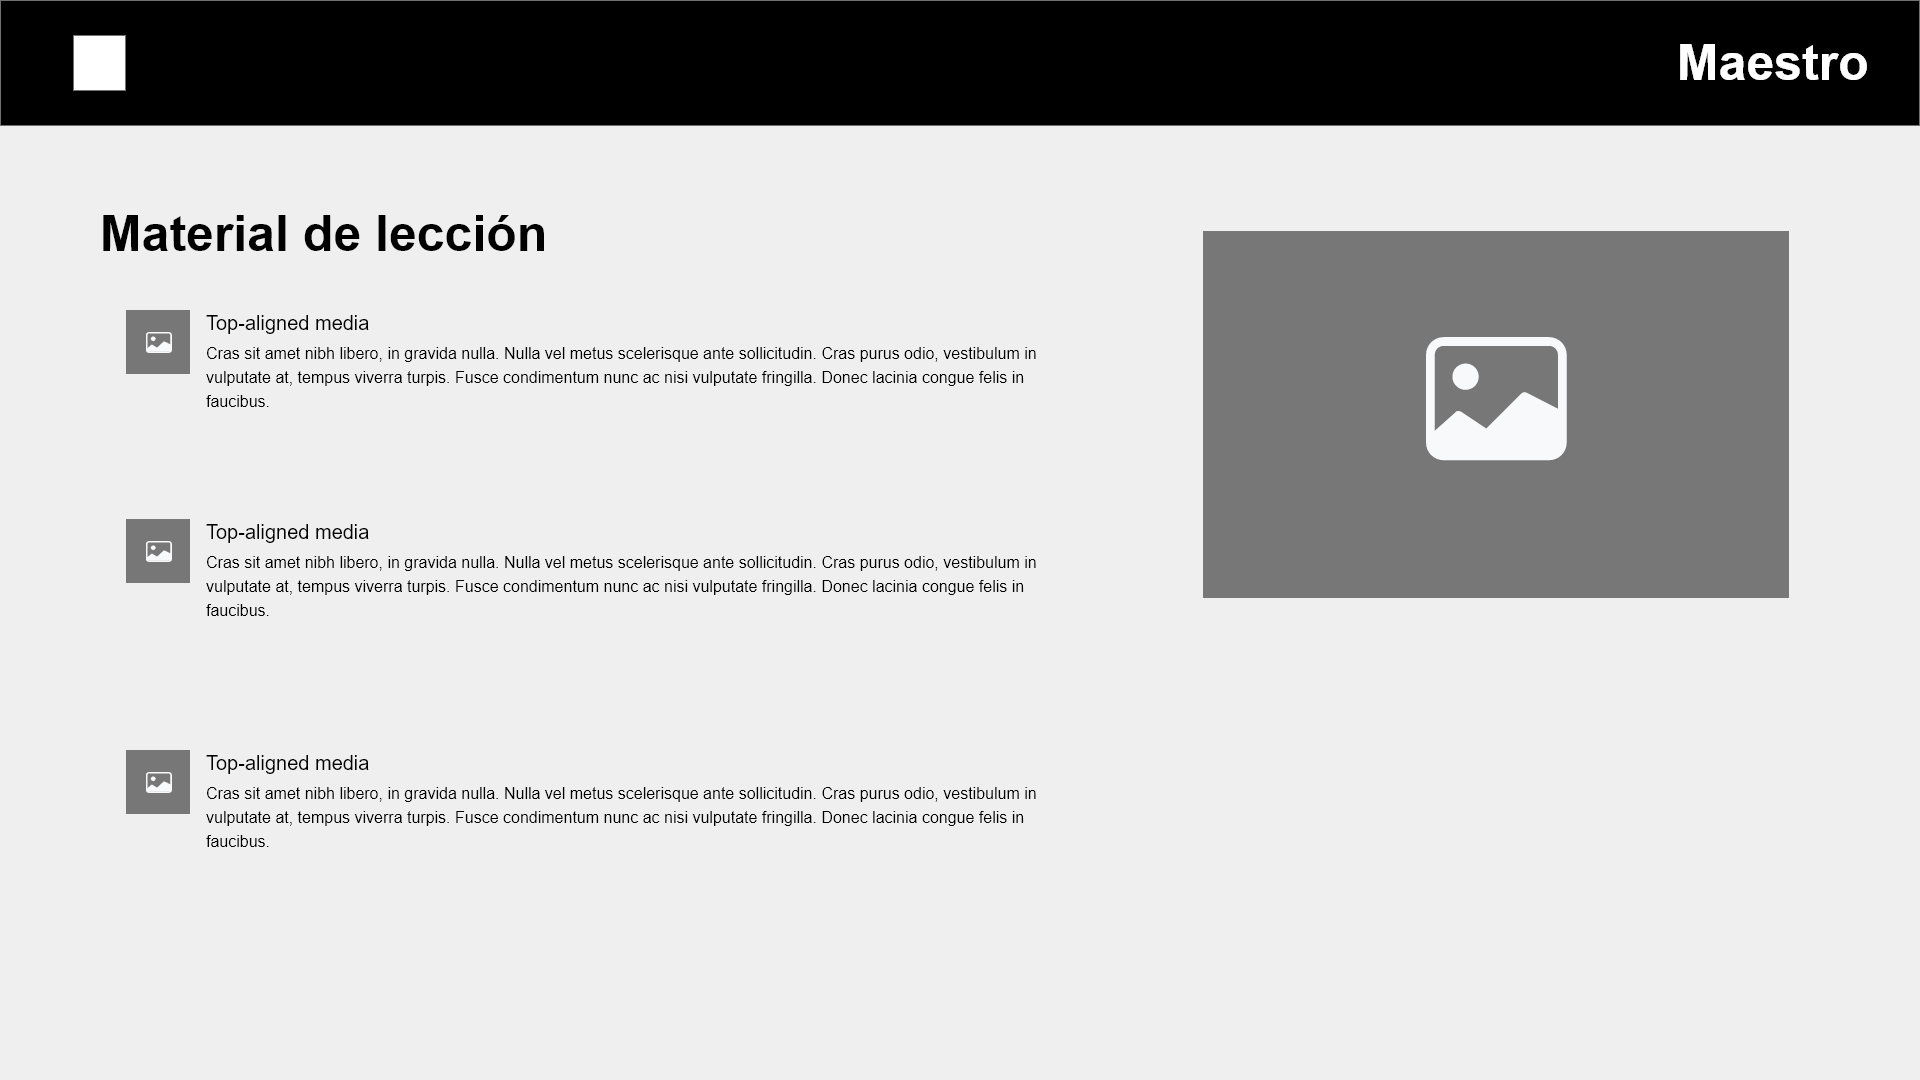 Maestro
Material de lección
Top-aligned media
Cras sit amet nibh libero, in gravida nulla. Nulla vel metus scelerisque ante sollicitudin. Cras purus odio, vestibulum in
vulputate at, tempus viverra turpis. Fusce condimentum nunc ac nisi vulputate fringilla. Donec lacinia congue felis in
faucibus.
Top-aligned media
Cras sit amet nibh libero, in gravida nulla. Nulla vel metus scelerisque ante sollicitudin. Cras purus odio, vestibulum in
vulputate at, tempus viverra turpis. Fusce condimentum nunc ac nisi vulputate fringilla. Donec lacinia congue felis in
faucibus.
Top-aligned media
Cras sit amet nibh libero, in gravida nulla. Nulla vel metus scelerisque ante sollicitudin. Cras purus odio, vestibulum in
vulputate at, tempus viverra turpis. Fusce condimentum nunc ac nisi vulputate fringilla. Donec lacinia congue felis in
faucibus.